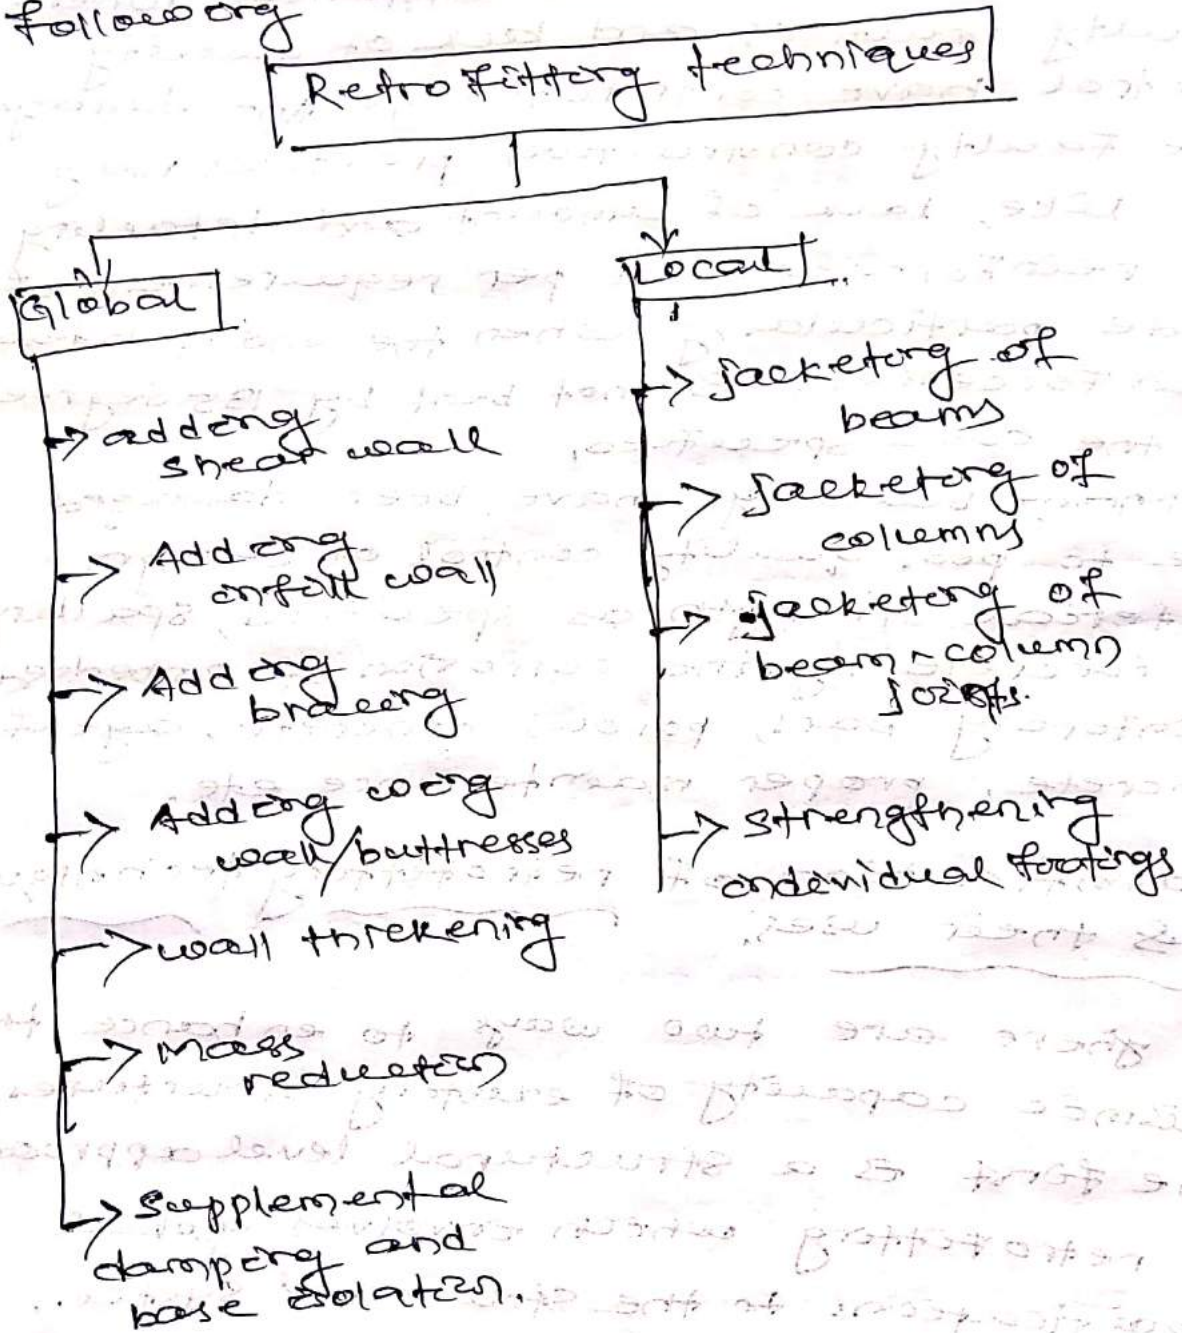 following
Retrofitting techniques
Global
adding
shear wall
Adding
infill wall
Adding
bracing
Adding wing
wall/buttresses
wall thickening
Mass
reduction
Supplemental
damping and
base isolation.
Local
jacketing of
beams
Jacketing of
columns
jacketing of
beam-column
joints.
strengthening
individual footings